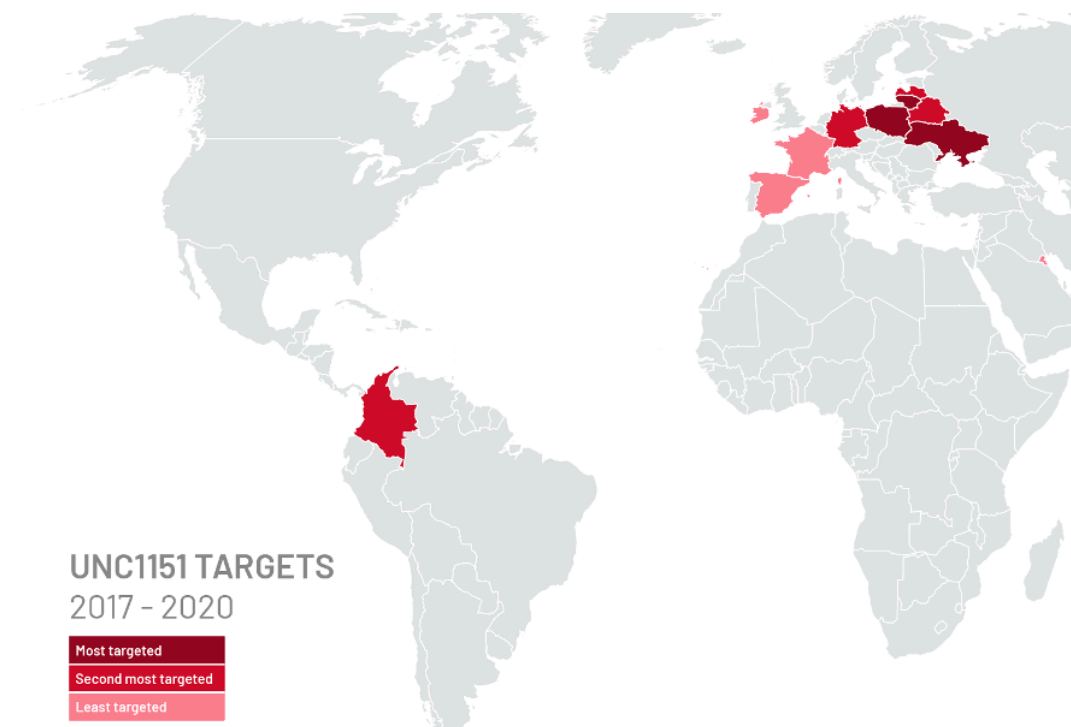 UNC1151 TARGETS
2017 - 2020
Most targeted
Second most targeted
Least targeted